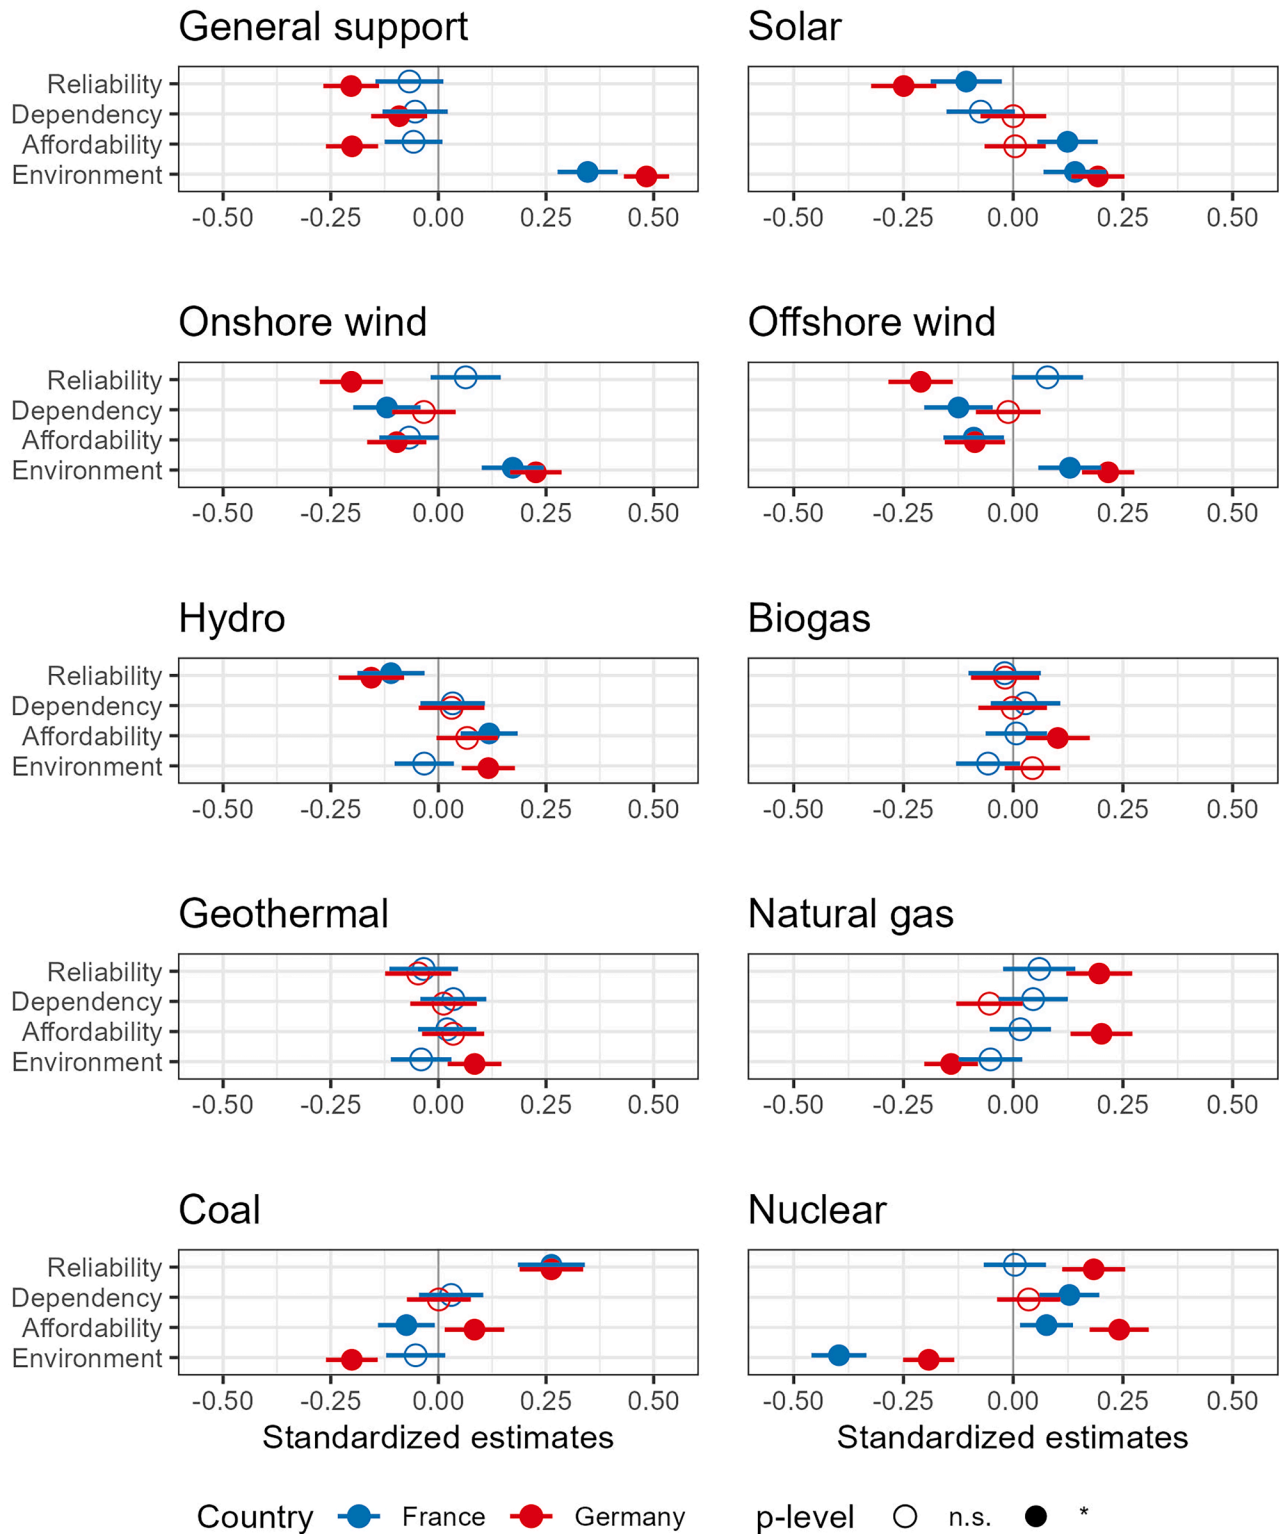 General support
Solar
Reliability
Dependency
Affordability
Environment
-0.50 -0.25 0.00 0.25 0.50
-0.50 -0.25 0.00 0.25 0.50
Onshore wind
Offshore wind
Reliability
Dependency
Affordability
Environment
-0.50 -0.25 0.00 0.25 0.50
-0.50 -0.25 0.00 0.25 0.50
Hydro
Biogas
Reliability
Dependency
Affordability
Environment
-0.50 -0.25 0.00 0.25 0.50
-0.50 -0.25 0.00 0.25 0.50
Geothermal
Natural gas
Reliability
Dependency
Affordability
Environment
-0.50 -0.25 0.00 0.25 0.50
-0.50 -0.25 0.00 0.25 0.50
Coal
Nuclear
Reliability
Dependency
Affordability
Environment
-0.50 -0.25 0.00 0.25 0.50
-0.50 -0.25 0.00 0.25 0.50
Standardized estimates
Standardized estimates
Country France Germany
p-level n.s. *